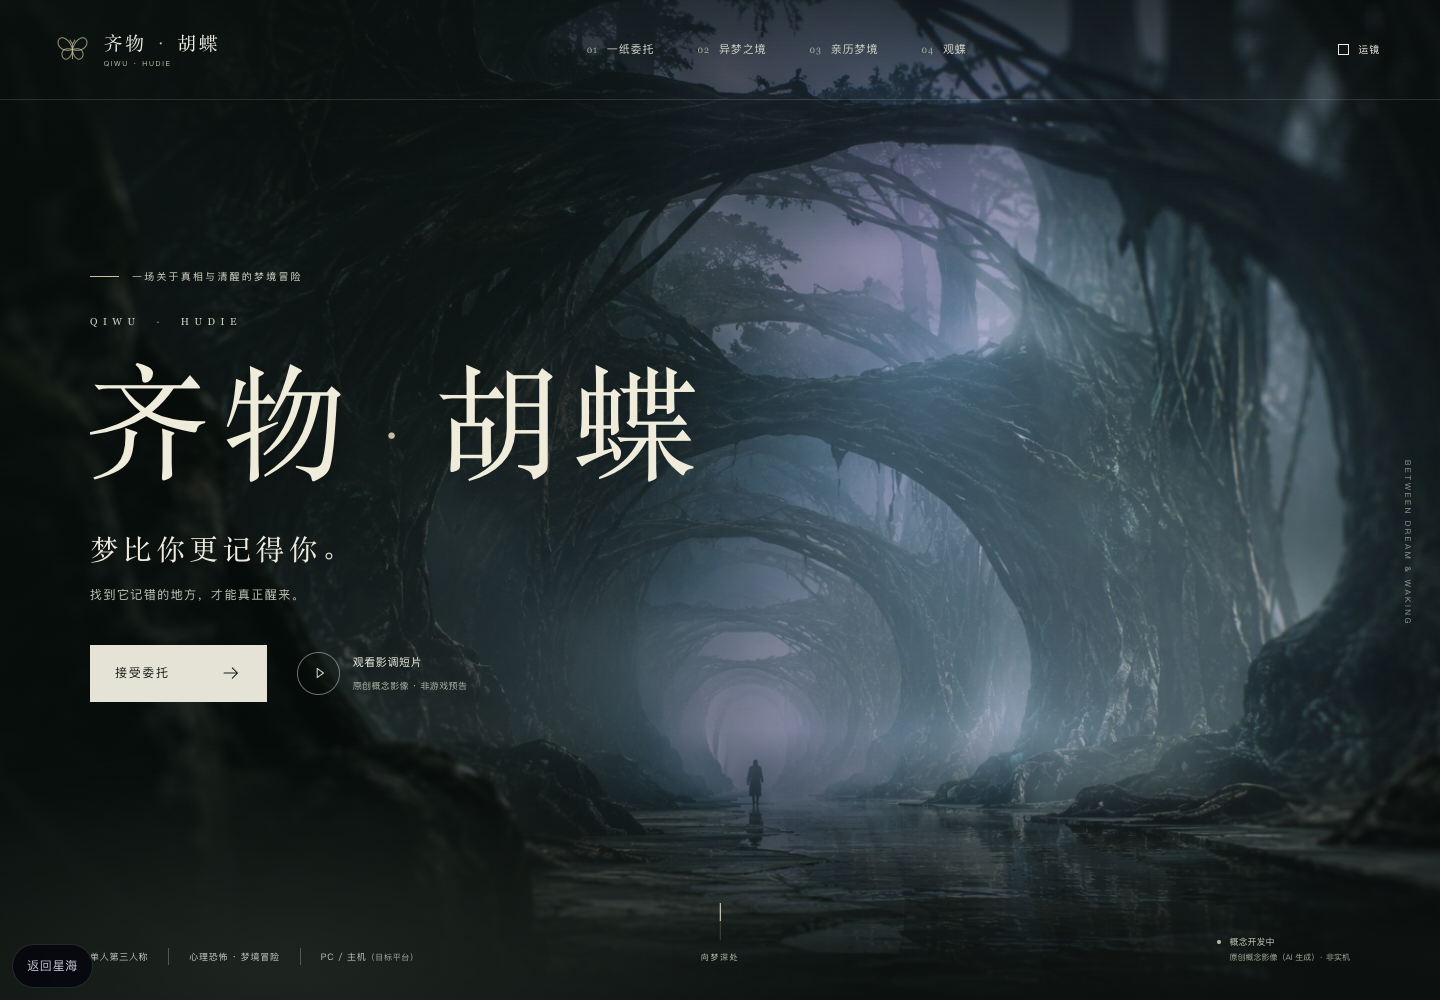 齐物 · 胡蝶
QIWU · HUDIE
01 一纸委托
02 异梦之境
03 亲历梦境
04 观蝶
运镜
一场关于真相与清醒的梦境冒险
QIWU · HUDIE
齐物 · 胡蝶
梦比你更记得你。
找到它记错的地方，才能真正醒来。
接受委托
观看影调短片
原创概念影像 · 非游戏预告
BETWEEN DREAM & WAKING
返回星海
单人第三人称
心理恐怖 · 梦境冒险
PC / 主机（目标平台）
向梦深处
概念开发中
原创概念影像（AI 生成）· 非实机